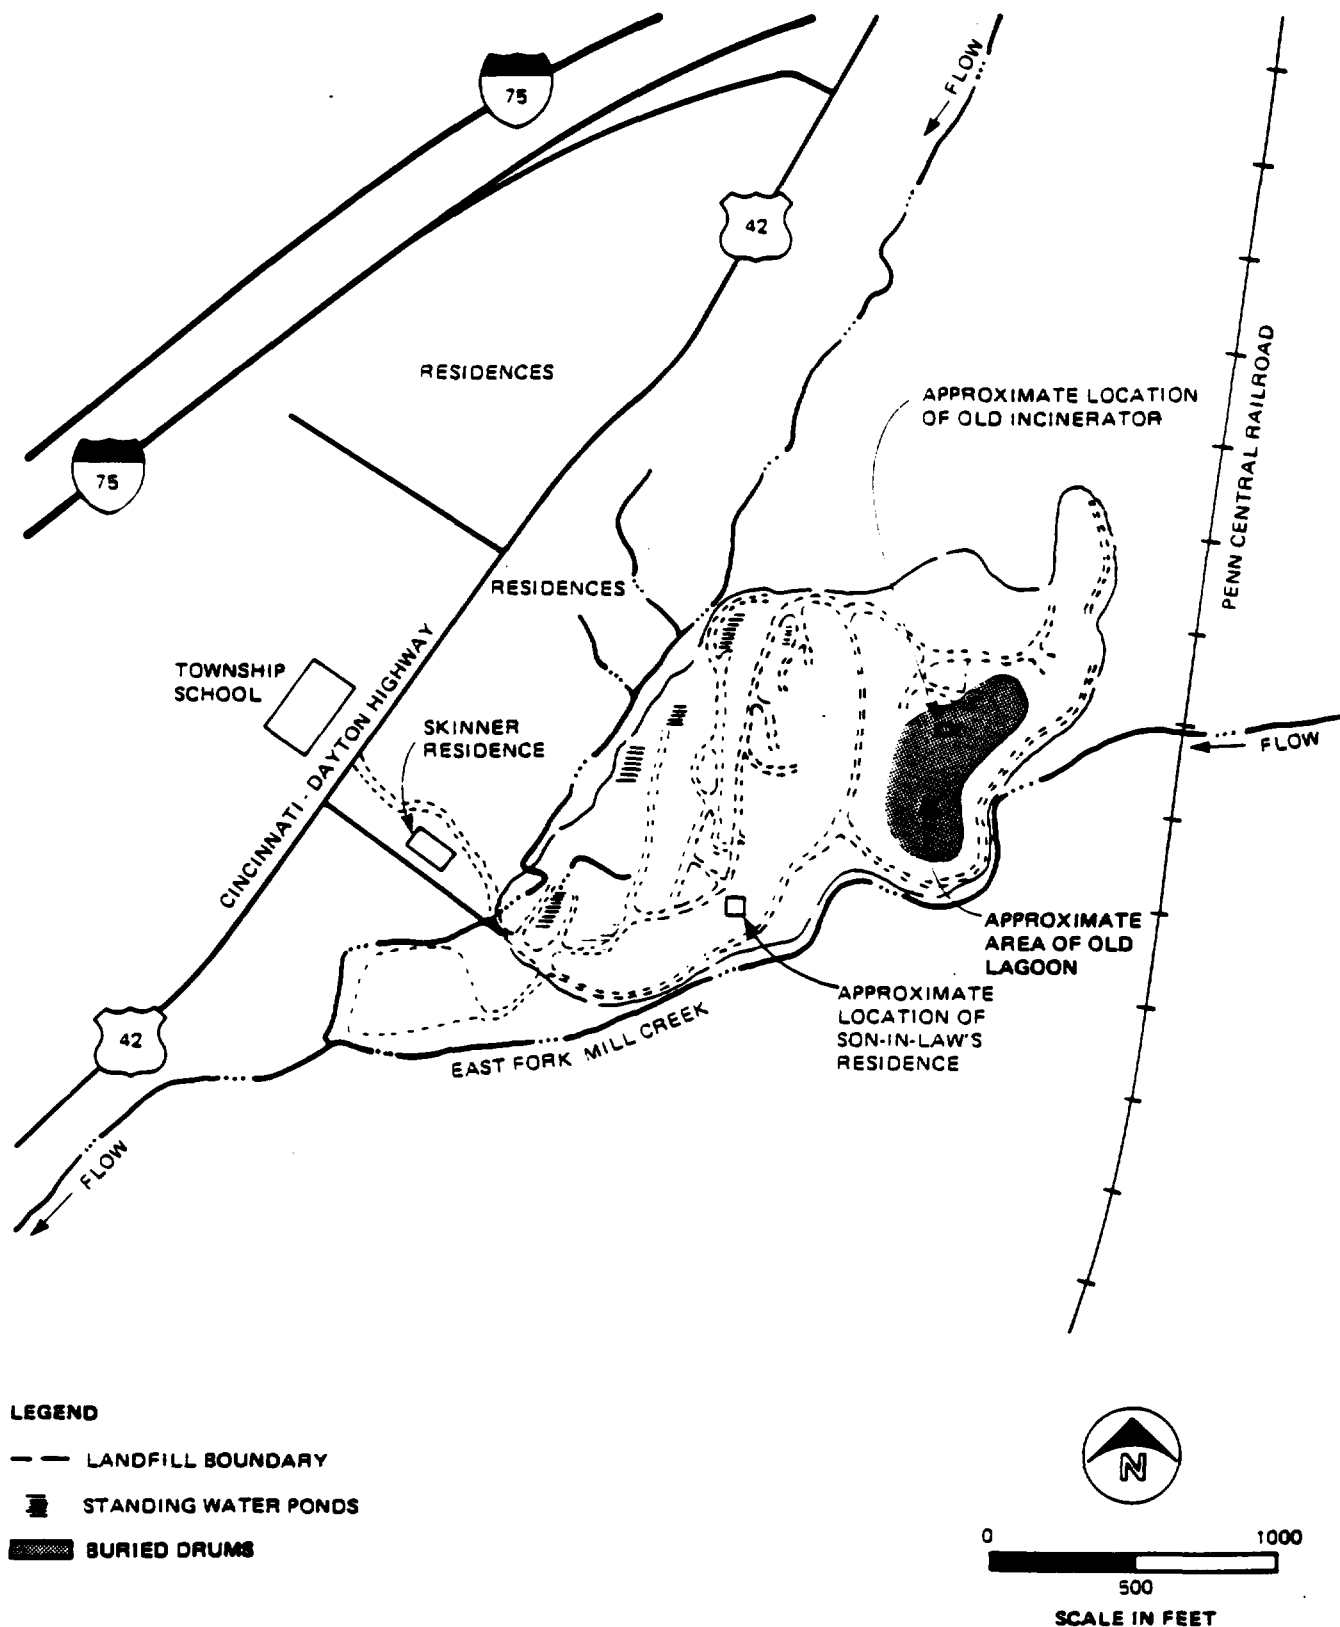 75
FLOW
42
RESIDENCES
APPROXIMATE LOCATION
OF OLD INCINERATOR
PENN CENTRAL RAILROAD
75
RESIDENCES
TOWNSHIP
SCHOOL
CINCINNATI - DAYTON HIGHWAY
SKINNER
RESIDENCE
FLOW
APPROXIMATE
AREA OF OLD
LAGOON
APPROXIMATE
LOCATION OF
SON-IN-LAW'S
RESIDENCE
42
EAST FORK MILL CREEK
FLOW
LEGEND
LANDFILL BOUNDARY
STANDING WATER PONDS
BURIED DRUMS
N
0 1000
500
SCALE IN FEET